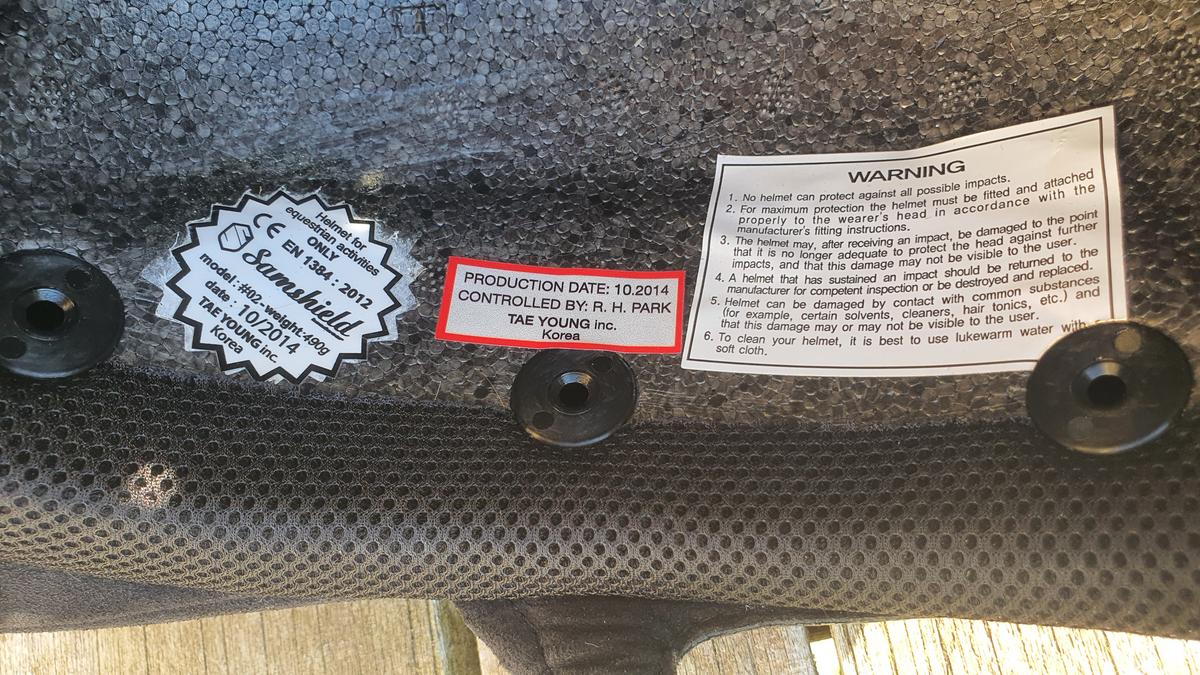 Helmet for
equestrian activities
ONLY
CE EN 1384 : 2012
Samshield
model : #02 - weight:490g
date : 10/2014
TAE YOUNG inc.
Korea
PRODUCTION DATE: 10.2014
CONTROLLED BY: R. H. PARK
TAE YOUNG inc.
Korea
WARNING
1. No helmet can protect against all possible impacts.
2. For maximum protection the helmet must be fitted and attached
properly to the wearer's head in accordance with the
manufacturer's fitting instructions.
3. The helmet may, after receiving an impact, be damaged to the point
that it is no longer adequate to protect the head against further
impacts, and that this damage may not be visible to the user.
4. A helmet that has sustained an impact should be returned to the
manufacturer for competent inspection or be destroyed and replaced.
5. Helmet can be damaged by contact with common substances
(for example, certain solvents, cleaners, hair tonics, etc.) and
that this damage may or may not be visible to the user.
6. To clean your helmet, it is best to use lukewarm water with
soft cloth.